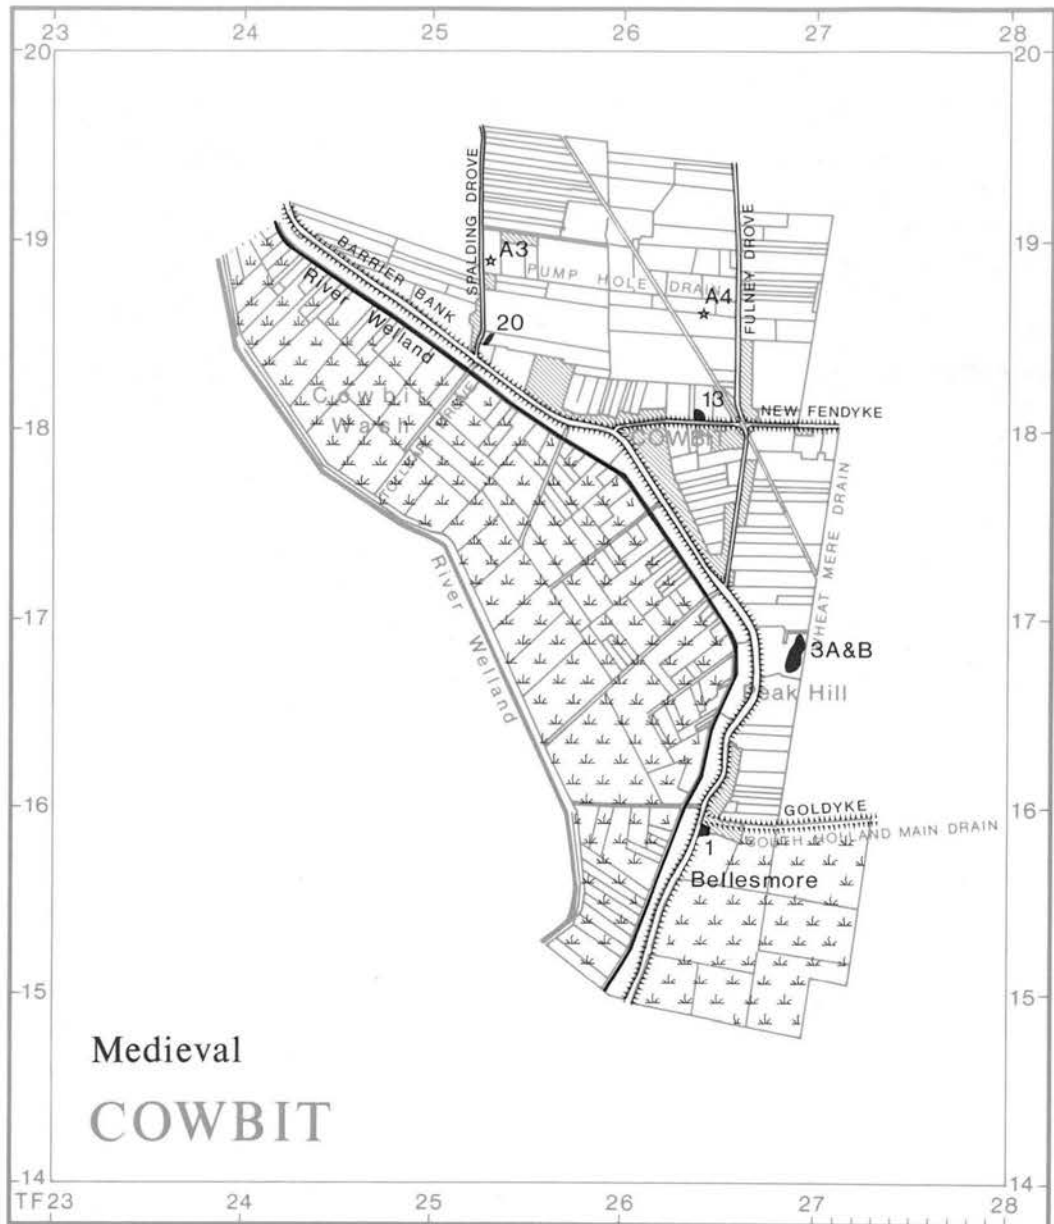 23 24 25 26 27 28
20 20
SPALDING DROVE
FULNEY DROVE
19 19
BARRIER BANK
A3
PUMP HOLE DRAIN
A4
River Welland
20
Cowbit
Wash
DROVE
13
NEW FENDYKE
18 18
COWBIT
WHEAT MERE DRAIN
River Welland
17 17
3A&B
Peak Hill
16 16
GOLDYKE
SOUTH HOLLAND MAIN DRAIN
1
Bellesmore
15 15
Medieval
COWBIT
14 14
TF23 24 25 26 27 28